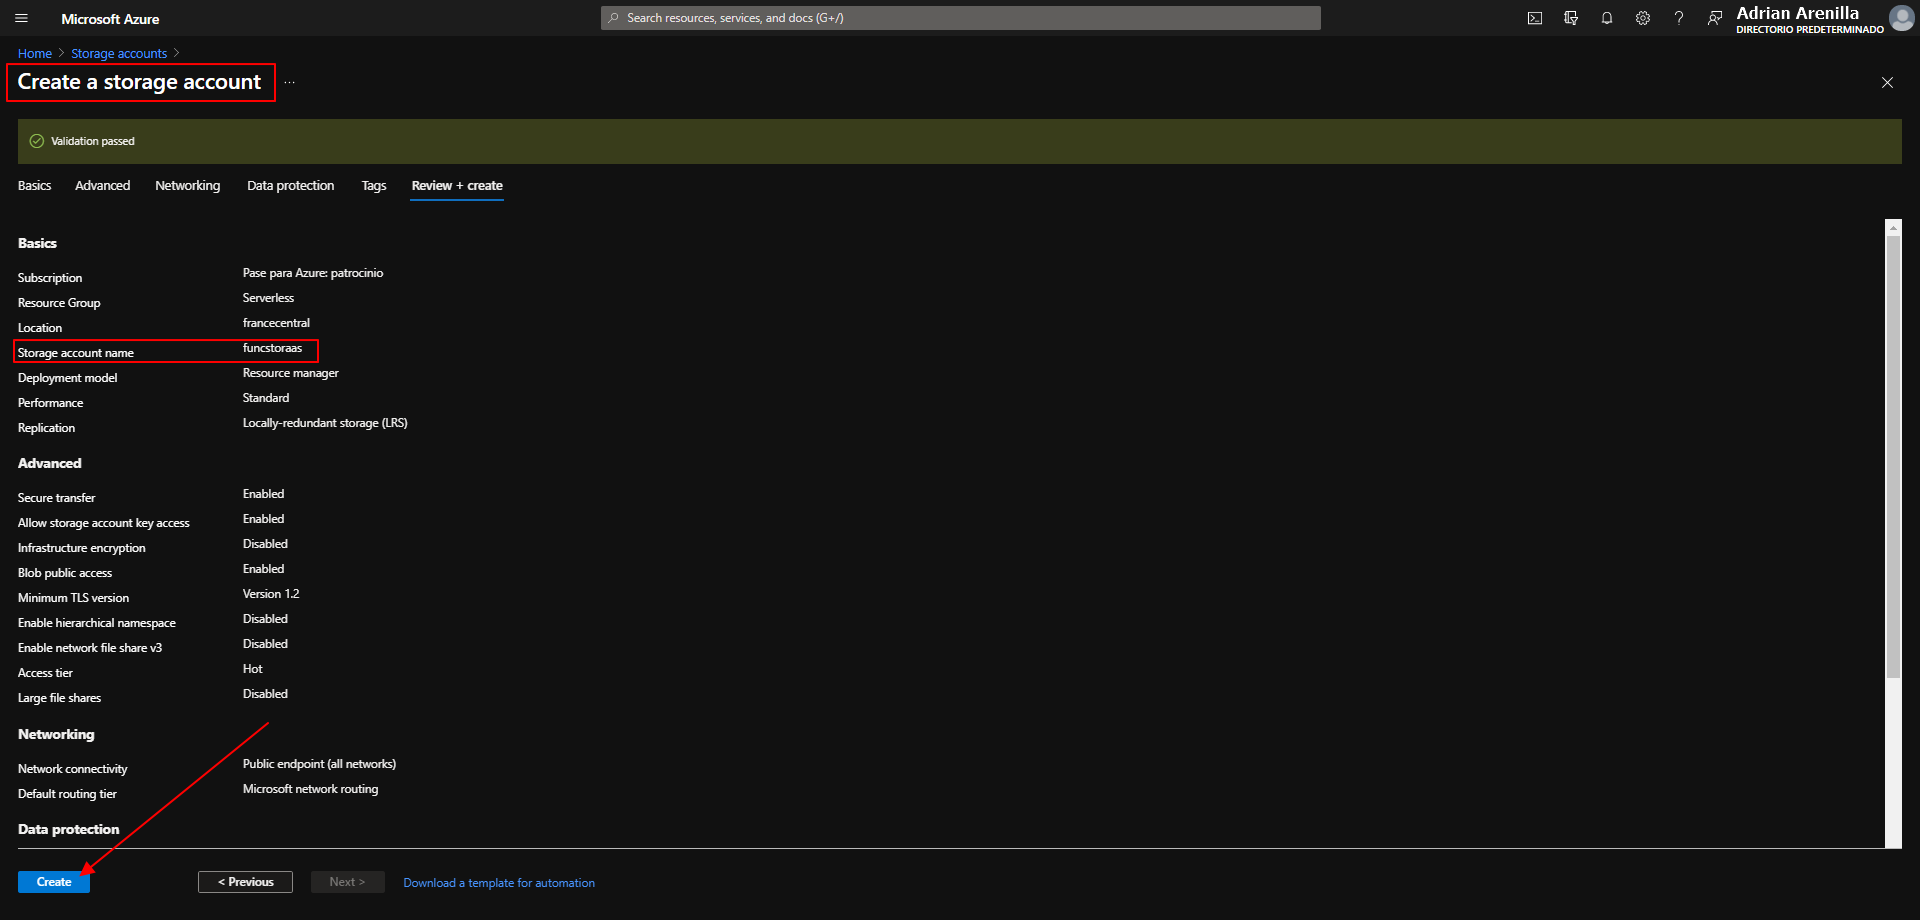 Microsoft Azure
Search resources, services, and docs (G+/)
Adrian Arenilla
DIRECTORIO PREDETERMINADO
Home > Storage accounts >
Create a storage account ...
Validation passed
Basics Advanced Networking Data protection Tags Review + create
Basics
Subscription Pase para Azure: patrocinio
Resource Group Serverless
Location francecentral
Storage account name funcstoraas
Deployment model Resource manager
Performance Standard
Replication Locally-redundant storage (LRS)
Advanced
Secure transfer Enabled
Allow storage account key access Enabled
Infrastructure encryption Disabled
Blob public access Enabled
Minimum TLS version Version 1.2
Enable hierarchical namespace Disabled
Enable network file share v3 Disabled
Access tier Hot
Large file shares Disabled
Networking
Network connectivity Public endpoint (all networks)
Default routing tier Microsoft network routing
Data protection
Create < Previous Next > Download a template for automation